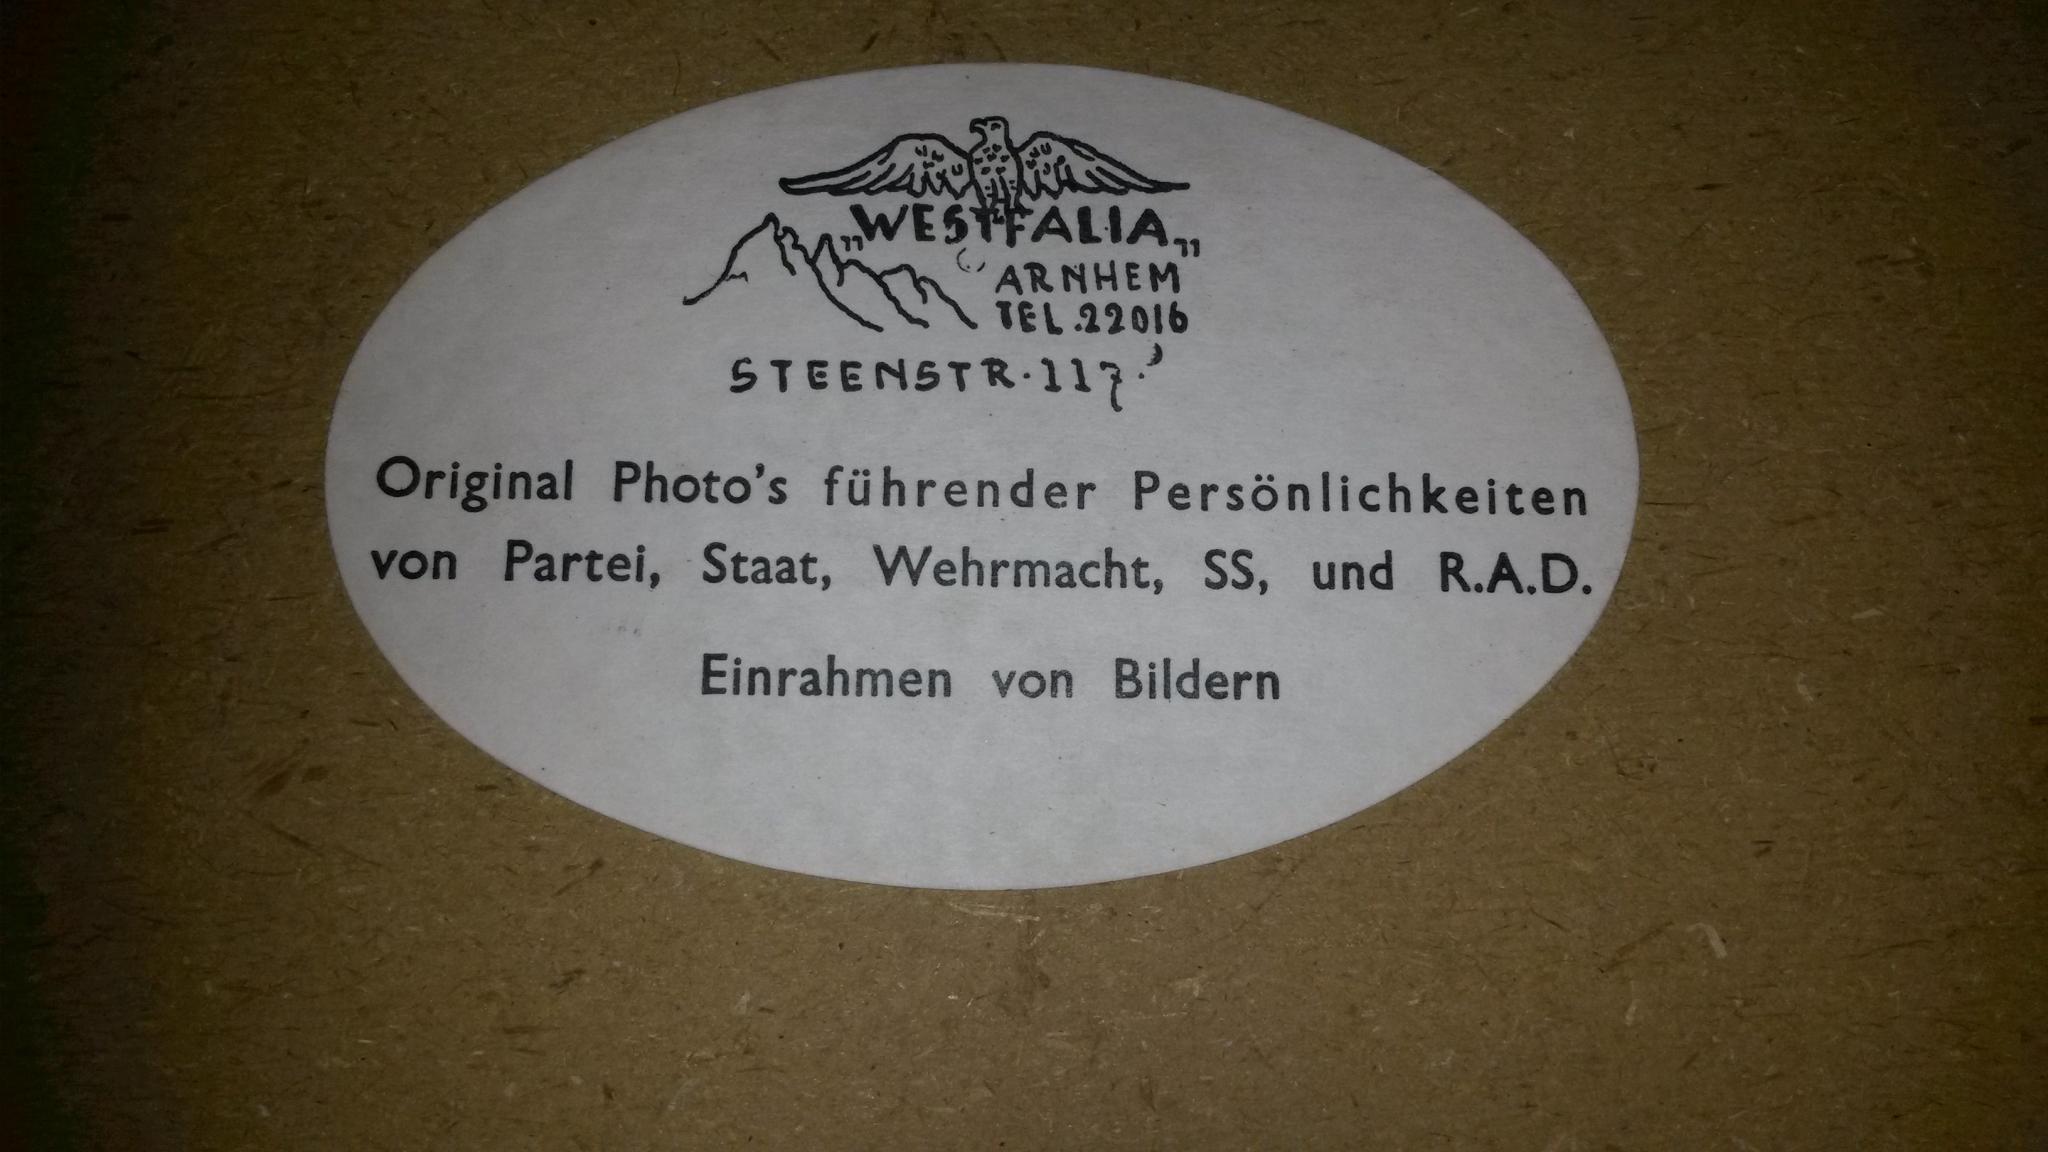 „WESTFALIA„
ARNHEM
TEL.22016
STEENSTR.117.
Original Photo's führender Persönlichkeiten
von Partei, Staat, Wehrmacht, SS, und R.A.D.
Einrahmen von Bildern